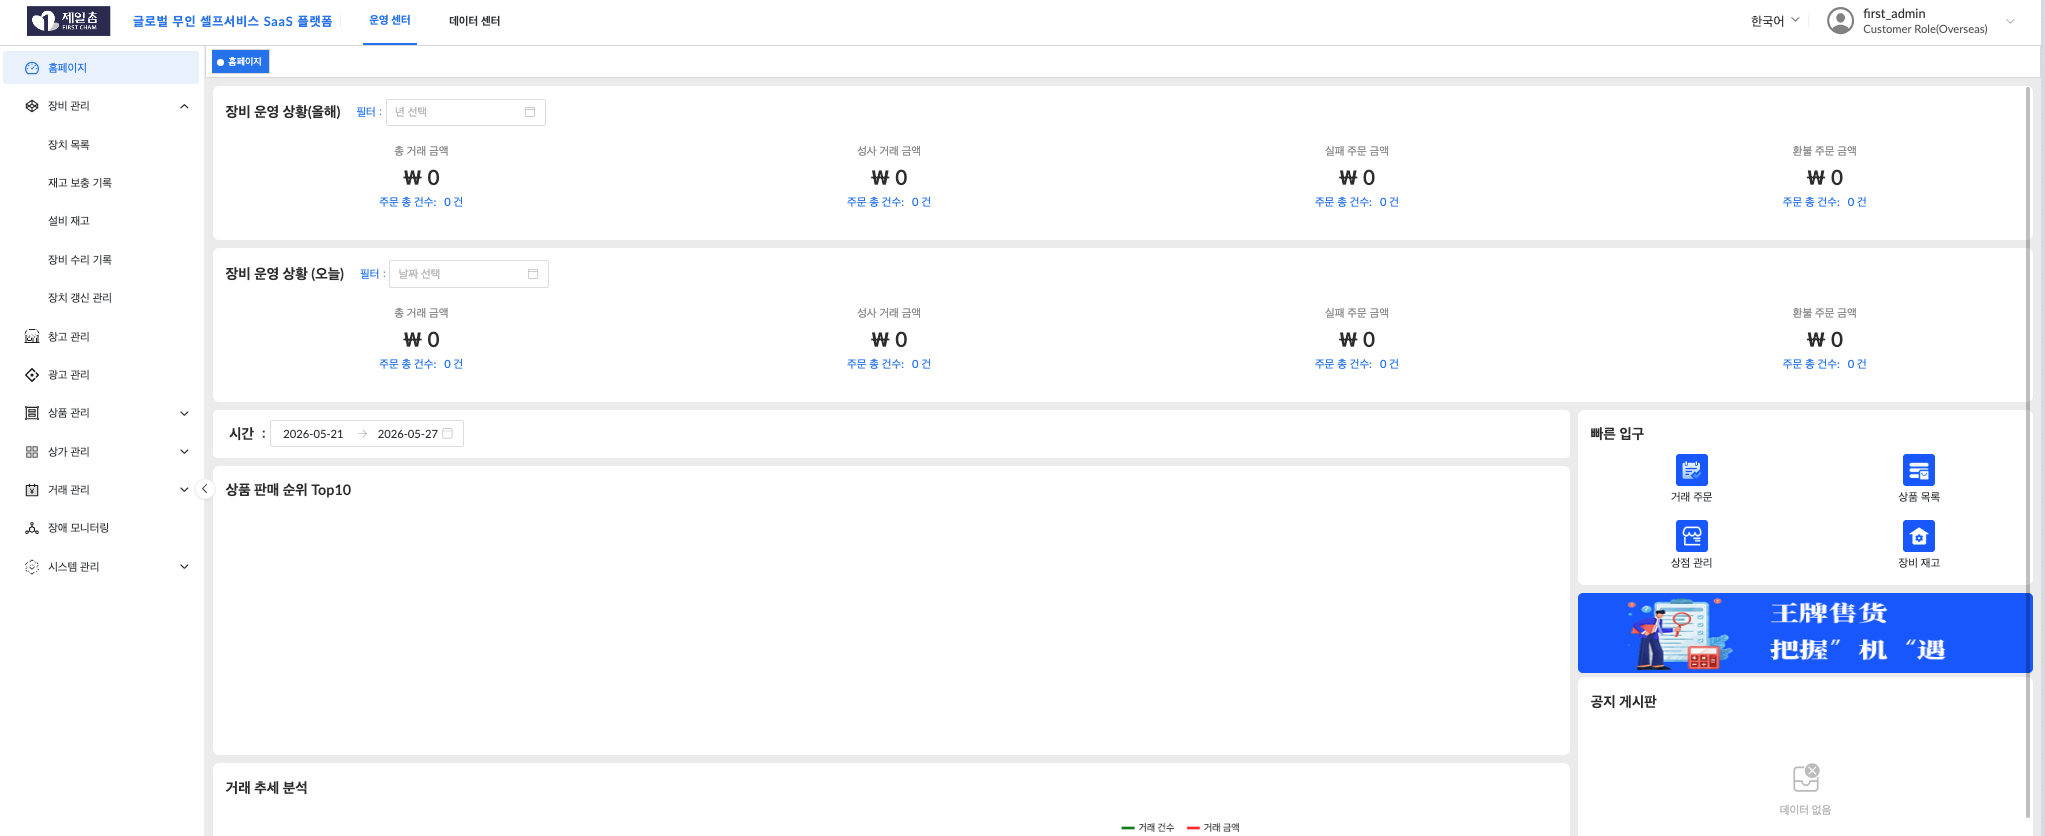 제일참
FIRST CHAM
글로벌 무인 셀프서비스 SaaS 플랫폼
운영 센터
데이터 센터
한국어
first_admin
Customer Role(Overseas)
홈페이지
장비 관리
장치 목록
재고 보충 기록
설비 재고
장비 수리 기록
장치 갱신 관리
창고 관리
광고 관리
상품 관리
상가 관리
거래 관리
장애 모니터링
시스템 관리
홈페이지
장비 운영 상황(올해) 필터 : 년 선택
총 거래 금액 성사 거래 금액 실패 주문 금액 환불 주문 금액
₩ 0 ₩ 0 ₩ 0 ₩ 0
주문 총 건수: 0 건 주문 총 건수: 0 건 주문 총 건수: 0 건 주문 총 건수: 0 건
장비 운영 상황 (오늘) 필터 : 날짜 선택
총 거래 금액 성사 거래 금액 실패 주문 금액 환불 주문 금액
₩ 0 ₩ 0 ₩ 0 ₩ 0
주문 총 건수: 0 건 주문 총 건수: 0 건 주문 총 건수: 0 건 주문 총 건수: 0 건
시간 : 2026-05-21 → 2026-05-27
상품 판매 순위 Top10
거래 추세 분석
거래 건수 거래 금액
빠른 입구
거래 주문 상품 목록
상점 관리 장비 재고
王牌售货
把握”机“遇
공지 게시판
데이터 없음